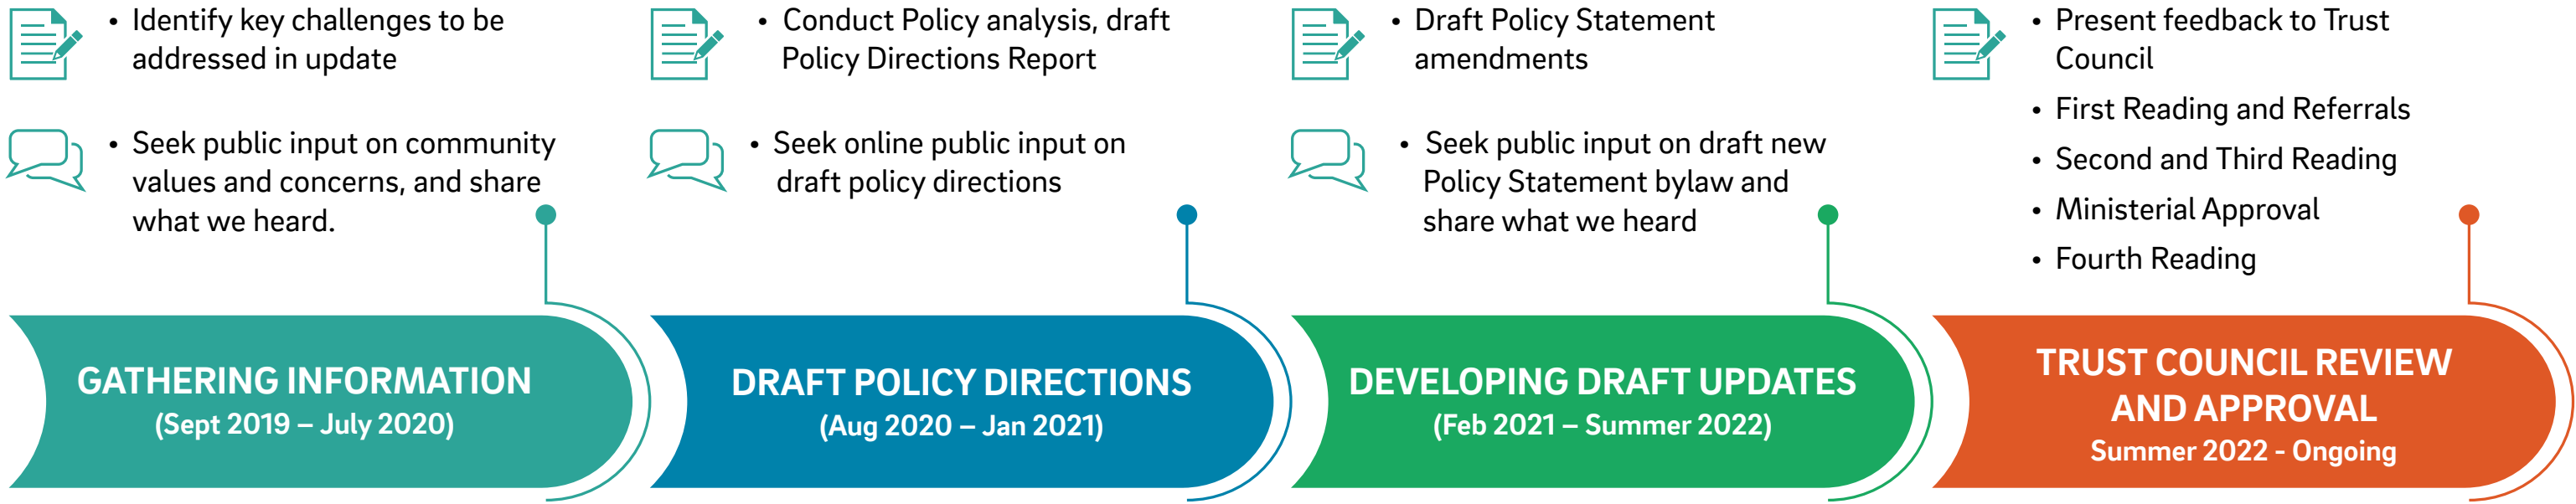 • Identify key challenges to be
addressed in update
• Seek public input on community
values and concerns, and share
what we heard.
GATHERING INFORMATION
(Sept 2019 – July 2020)
• Conduct Policy analysis, draft
Policy Directions Report
• Seek online public input on
draft policy directions
DRAFT POLICY DIRECTIONS
(Aug 2020 – Jan 2021)
• Draft Policy Statement
amendments
• Seek public input on draft new
Policy Statement bylaw and
share what we heard
DEVELOPING DRAFT UPDATES
(Feb 2021 – Summer 2022)
• Present feedback to Trust
Council
• First Reading and Referrals
• Second and Third Reading
• Ministerial Approval
• Fourth Reading
TRUST COUNCIL REVIEW
AND APPROVAL
Summer 2022 - Ongoing